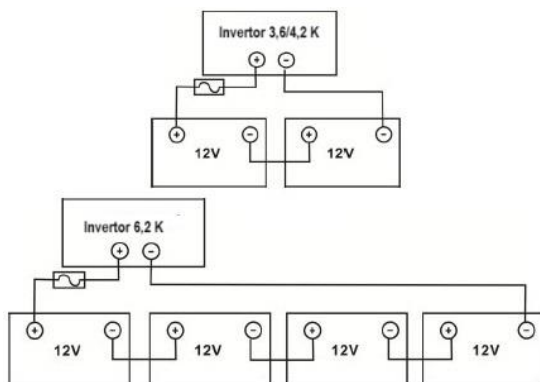 Invertor 3,6/4,2 K
+ −
+ − + −
12V 12V
Invertor 6,2 K
+ −
+ − + − + − + −
12V 12V 12V 12V